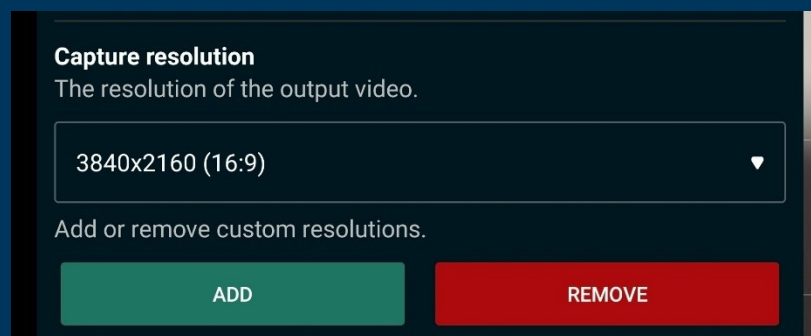 Capture resolution
The resolution of the output video.
3840x2160 (16:9)
Add or remove custom resolutions.
ADD
REMOVE